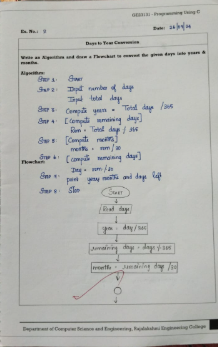 GE23131 - Programming Using C
Ex. No.: 8 Date: 26/09/24
Days to Year Conversion
Write an Algorithm and draw a Flowchart to convert the given days into years & months.
Algorithm:
Step 1: Start
Step 2: Input number of days
Input total days
Step 3: Compute years = Total days / 365
Step 4: [Compute remaining days]
Rem = Total days / 365
Step 5: [Compute months]
months = rem/30
Step 6: [compute remaining days]
Flowchart:
Day = rem/30
Step 7: print year, months and days left
Step 8: Stop
START
Read days
year = day/365
remaining days = days % 365
months = remaining days / 30
Department of Computer Science and Engineering, Rajalakshmi Engineering College